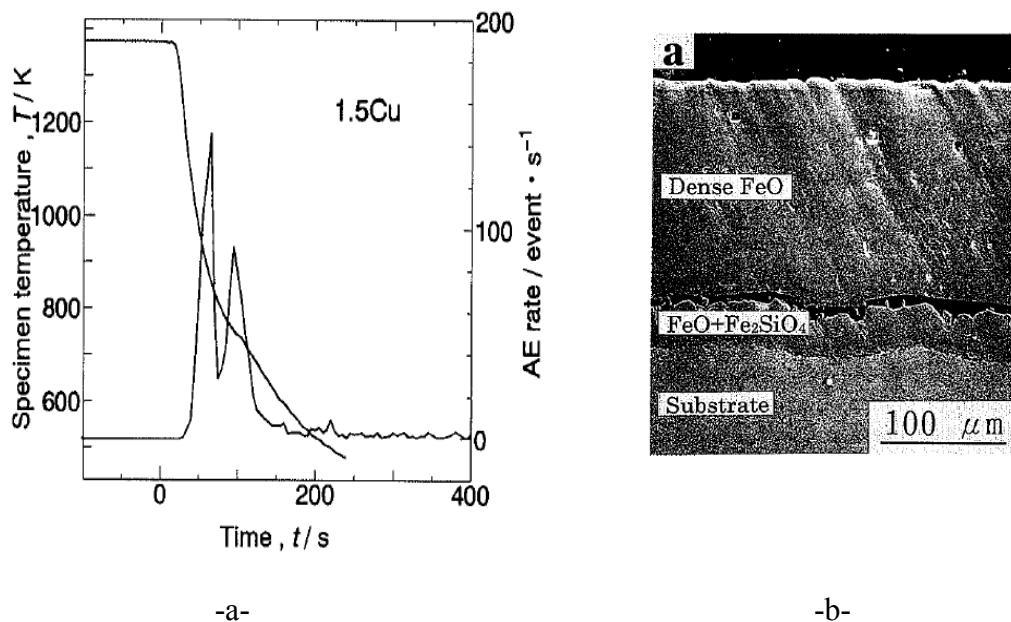 200
1200
1000
800
600
Specimen temperature , T / K
1.5Cu
100
0
AE rate / event · s⁻¹
0
200
400
Time , t / s
-a-
a
Dense FeO
FeO+Fe₂SiO₄
Substrate
100 μm
-b-